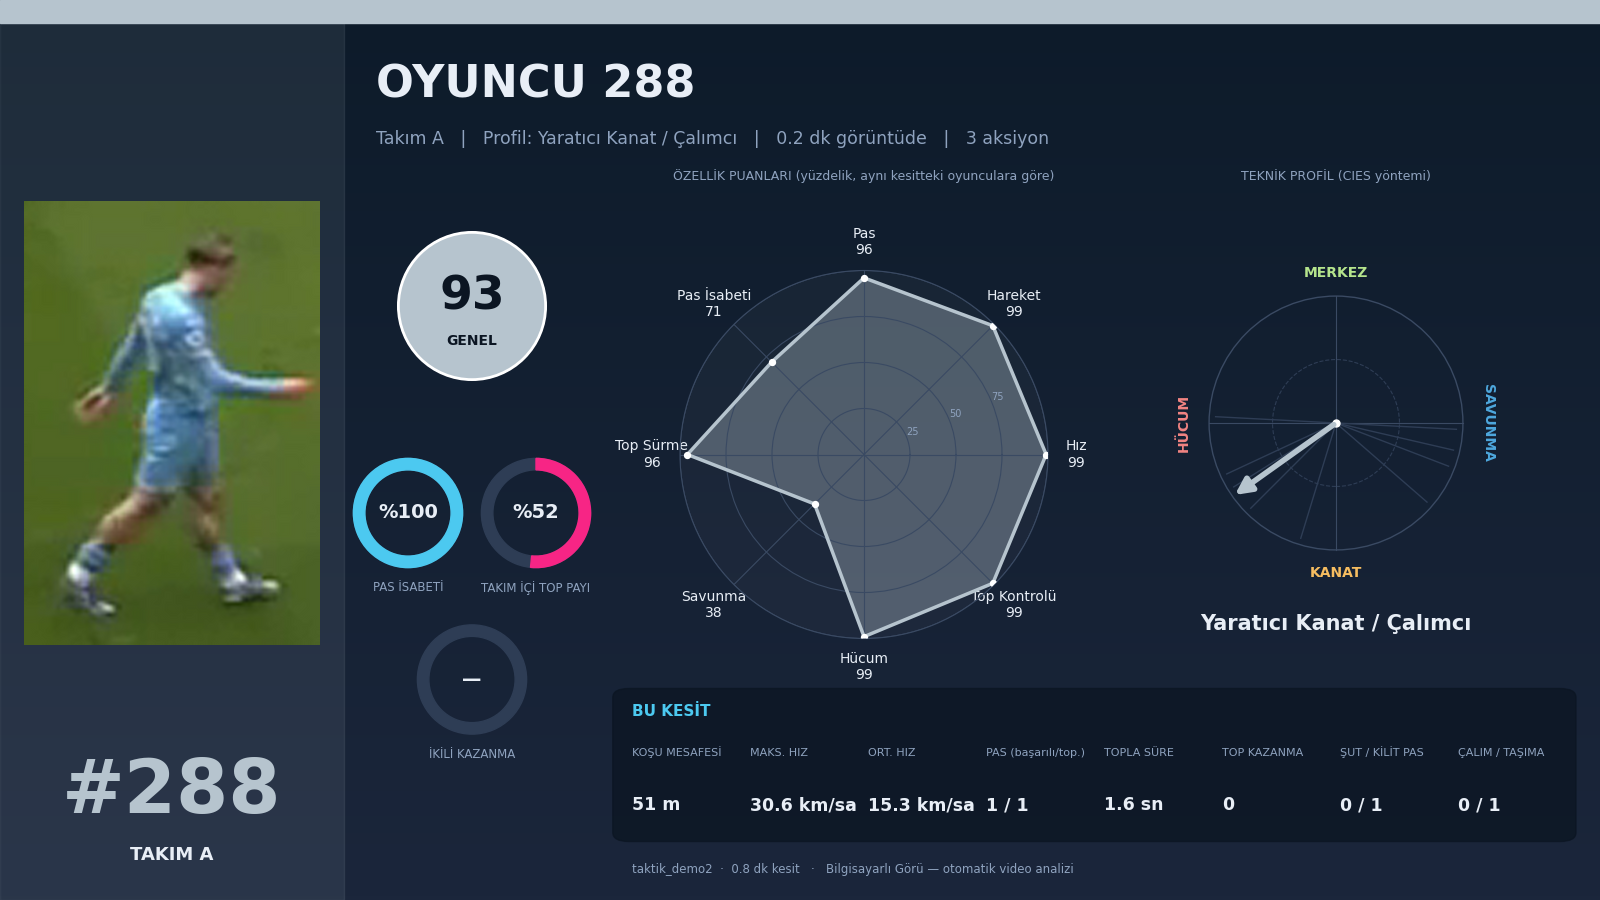 OYUNCU 288
Takım A | Profil: Yaratıcı Kanat / Çalımcı | 0.2 dk görüntüde | 3 aksiyon
ÖZELLİK PUANLARI (yüzdelik, aynı kesitteki oyunculara göre)
TEKNİK PROFİL (CIES yöntemi)
93
GENEL
%100
PAS İSABETİ
%52
TAKIM İÇİ TOP PAYI
—
İKİLİ KAZANMA
Pas
96
Hareket
99
Pas İsabeti
71
75
50
25
Top Sürme
96
Hız
99
Savunma
38
Top Kontrolü
99
Hücum
99
MERKEZ
HÜCUM
SAVUNMA
KANAT
Yaratıcı Kanat / Çalımcı
#288
TAKIM A
BU KESİT
KOŞU MESAFESİ MAKS. HIZ ORT. HIZ PAS (başarılı/top.) TOPLA SÜRE TOP KAZANMA ŞUT / KİLİT PAS ÇALIM / TAŞIMA
51 m 30.6 km/sa 15.3 km/sa 1 / 1 1.6 sn 0 0 / 1 0 / 1
taktik_demo2 · 0.8 dk kesit · Bilgisayarlı Görü — otomatik video analizi